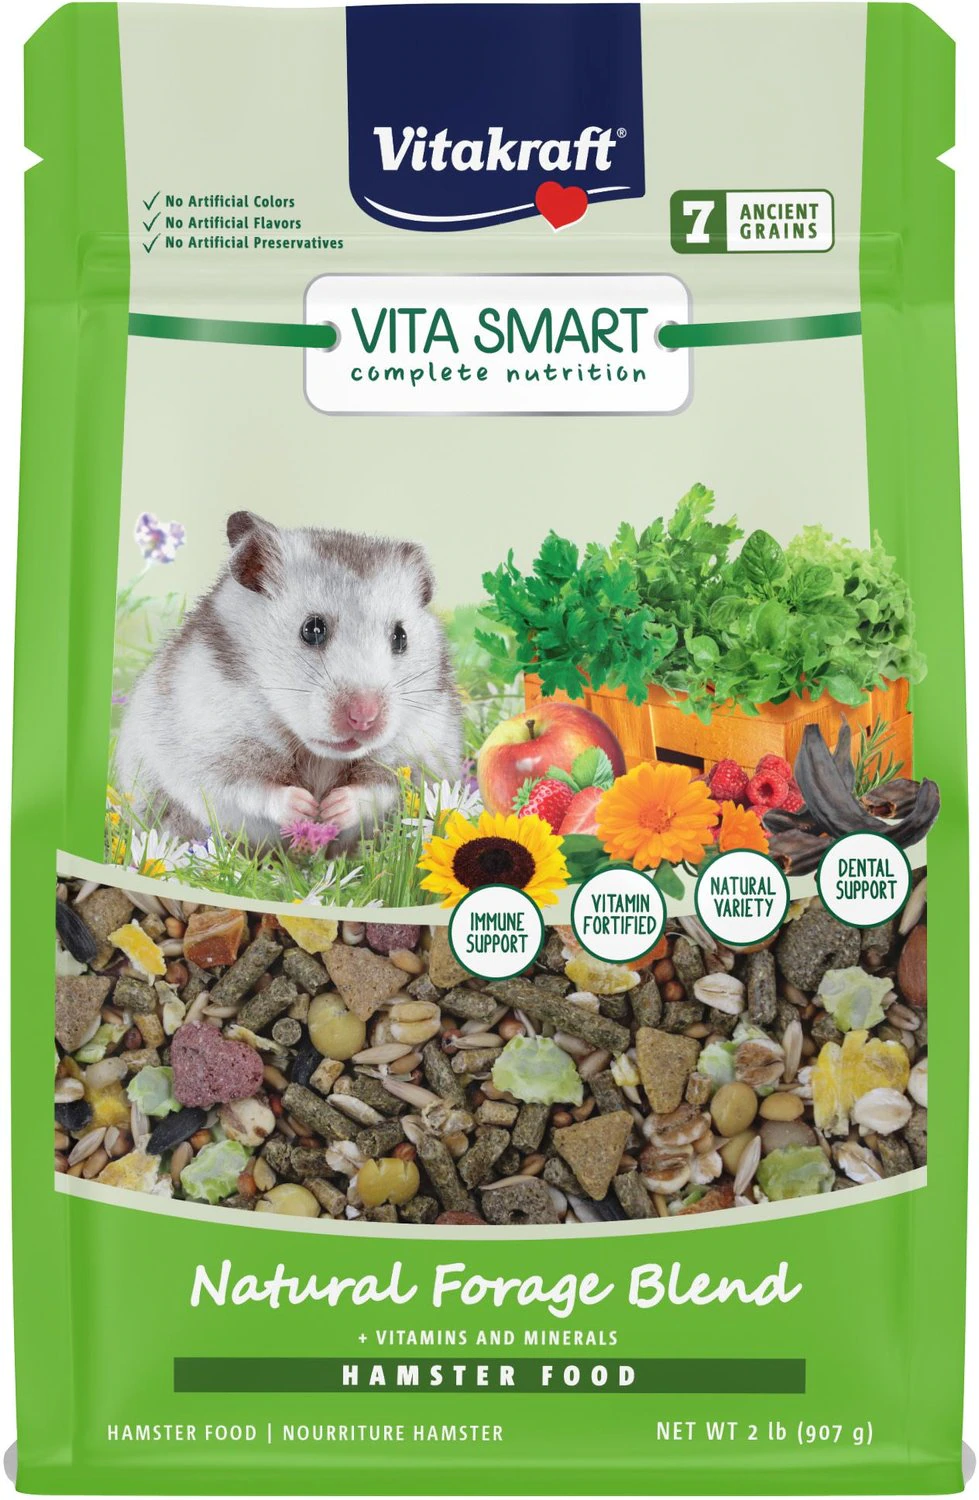 Vitakraft®
✓ No Artificial Colors
✓ No Artificial Flavors
✓ No Artificial Preservatives
7 ANCIENT
GRAINS
VITA SMART
complete nutrition
IMMUNE
SUPPORT
VITAMIN
FORTIFIED
NATURAL
VARIETY
DENTAL
SUPPORT
Natural Forage Blend
+ VITAMINS AND MINERALS
HAMSTER FOOD
HAMSTER FOOD | NOURRITURE HAMSTER
NET WT 2 lb (907 g)